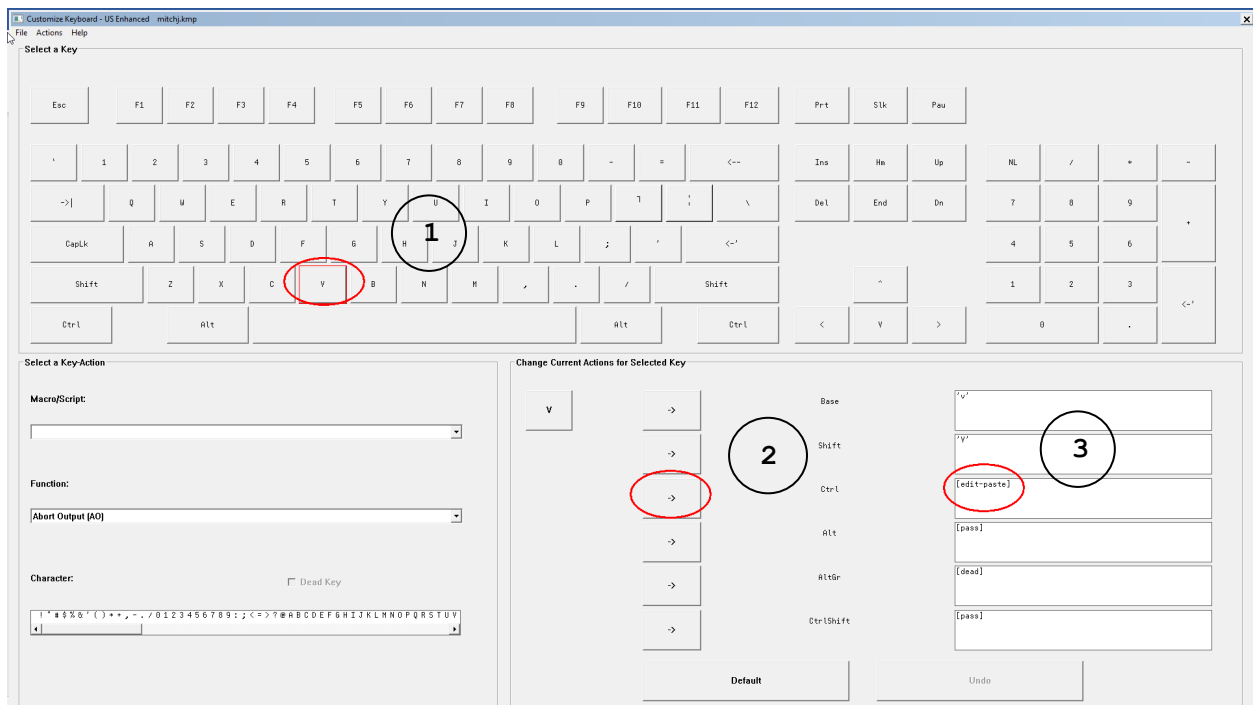 Customize Keyboard - US Enhanced mitchj.kmp
File Actions Help
Select a Key
Esc F1 F2 F3 F4 F5 F6 F7 F8 F9 F10 F11 F12 Prt Slk Pau
` 1 2 3 4 5 6 7 8 9 0 - = <-- Ins Hm Up NL / * -
->| Q W E R T Y U I O P ㄱ ¦ \ Del End Dn 7 8 9 +
CapLk A S D F G H J K L ; ' <-' 4 5 6
1
Shift Z X C V B N M , . / Shift ^ 1 2 3 <-'
Ctrl Alt Alt Ctrl < V > 0 .
Select a Key-Action
Macro/Script:
Function:
Abort Output (AO)
Character:
Dead Key
! " # $ % & ' ( ) * + , - . / 0 1 2 3 4 5 6 7 8 9 : ; < = > ? @ A B C D E F G H I J K L M N O P Q R S T U V
Change Current Actions for Selected Key
V
-> Base 'v'
-> Shift 'V'
-> Ctrl [edit-paste]
2
3
-> Alt [pass]
-> AltGr [dead]
-> CtrlShift [pass]
Default Undo